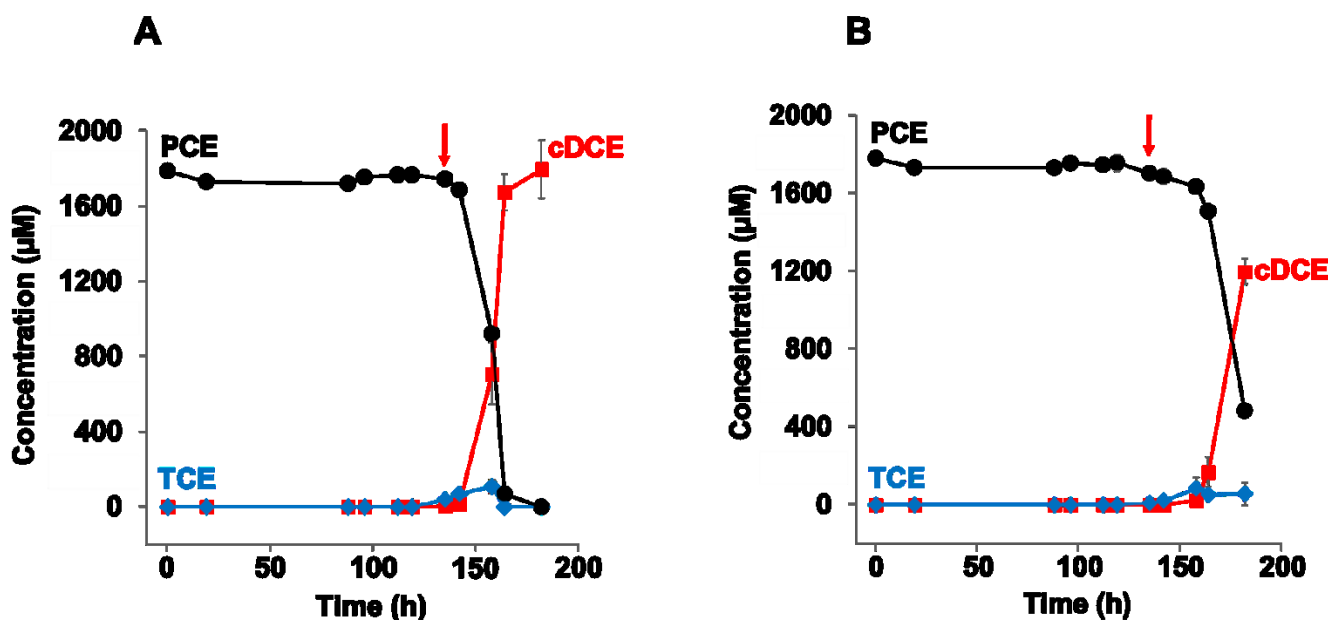 A
2000
PCE
cDCE
1600
1200
800
400
TCE
0
Concentration (µM)
0 50 100 150 200
Time (h)
B
2000
PCE
1600
1200
cDCE
800
400
TCE
0
Concentration (µM)
0 50 100 150 200
Time (h)